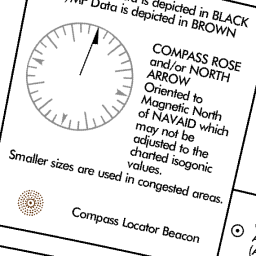 is depicted in BLACK
Data is depicted in BROWN
COMPASS ROSE
and/or NORTH
ARROW
Oriented to
Magnetic North
of NAVAID which
may not be
adjusted to the
charted isogonic
values.
Smaller sizes are used in congested areas.
Compass Locator Beacon